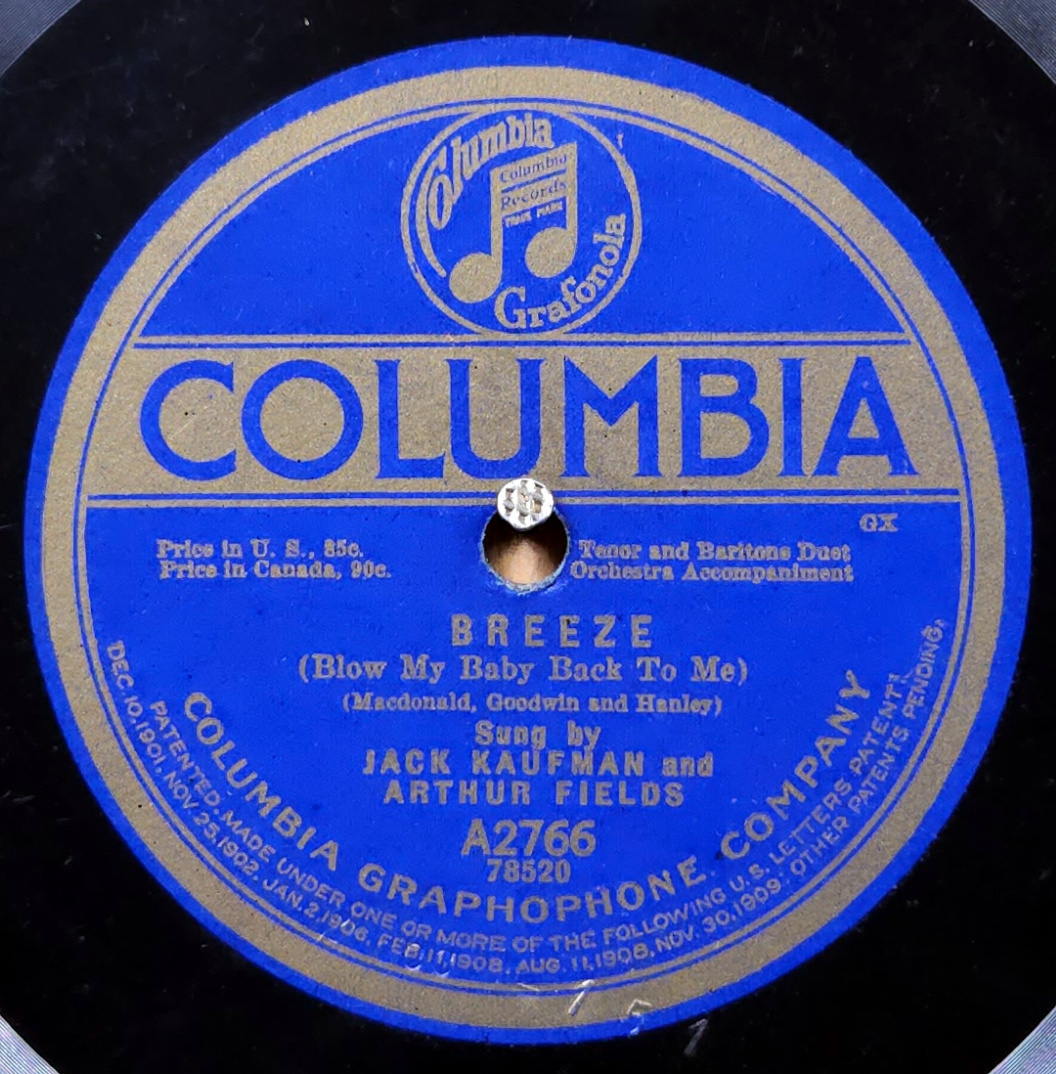 Columbia
Columbia
Records
TRADE MARK
Grafonola
COLUMBIA
GX
Price in U. S., 85c.
Price in Canada, 90c.
Tenor and Baritone Duet
Orchestra Accompaniment
BREEZE
(Blow My Baby Back To Me)
(Macdonald, Goodwin and Hanley)
Sung by
JACK KAUFMAN and
ARTHUR FIELDS
A2766
78520
COLUMBIA GRAPHOPHONE COMPANY
PATENTED. MADE UNDER ONE OR MORE OF THE FOLLOWING U.S. LETTERS PATENT:
DEC. 10, 1901, NOV. 25, 1902, JAN. 2, 1906, FEB. 11, 1908, AUG. 11, 1908, NOV. 30, 1909; OTHER PATENTS PENDING.